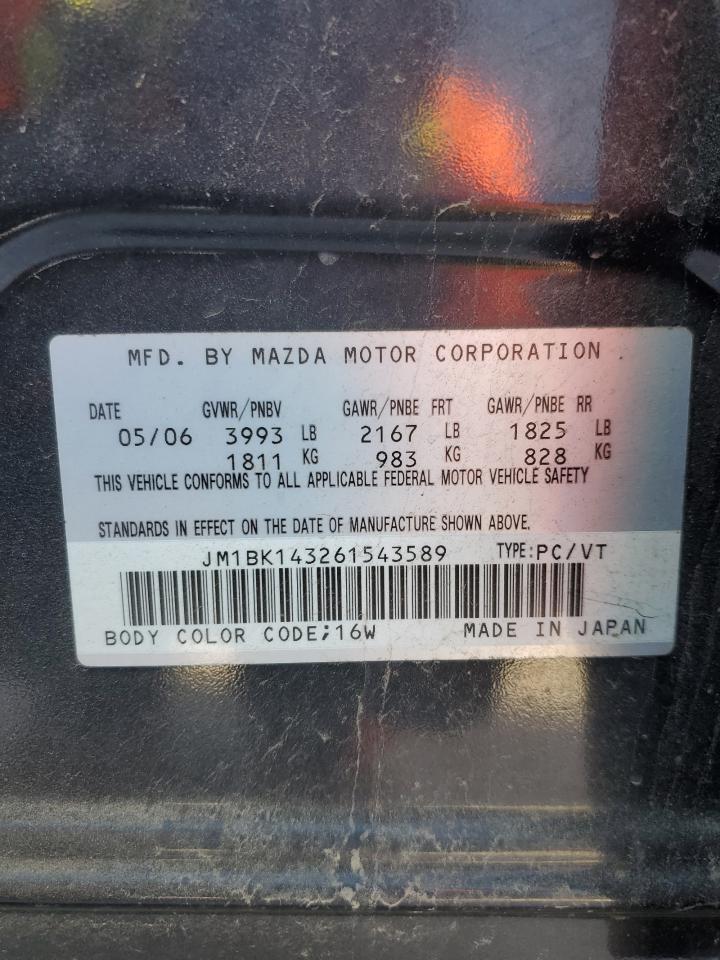 MFD. BY MAZDA MOTOR CORPORATION .
DATE GVWR/PNBV GAWR/PNBE FRT GAWR/PNBE RR
05/06 3993 LB 2167 LB 1825 LB
1811 KG 983 KG 828 KG
THIS VEHICLE CONFORMS TO ALL APPLICABLE FEDERAL MOTOR VEHICLE SAFETY
STANDARDS IN EFFECT ON THE DATE OF MANUFACTURE SHOWN ABOVE.
JM1BK143261543589 TYPE:PC/VT
BODY COLOR CODE;16W MADE IN JAPAN